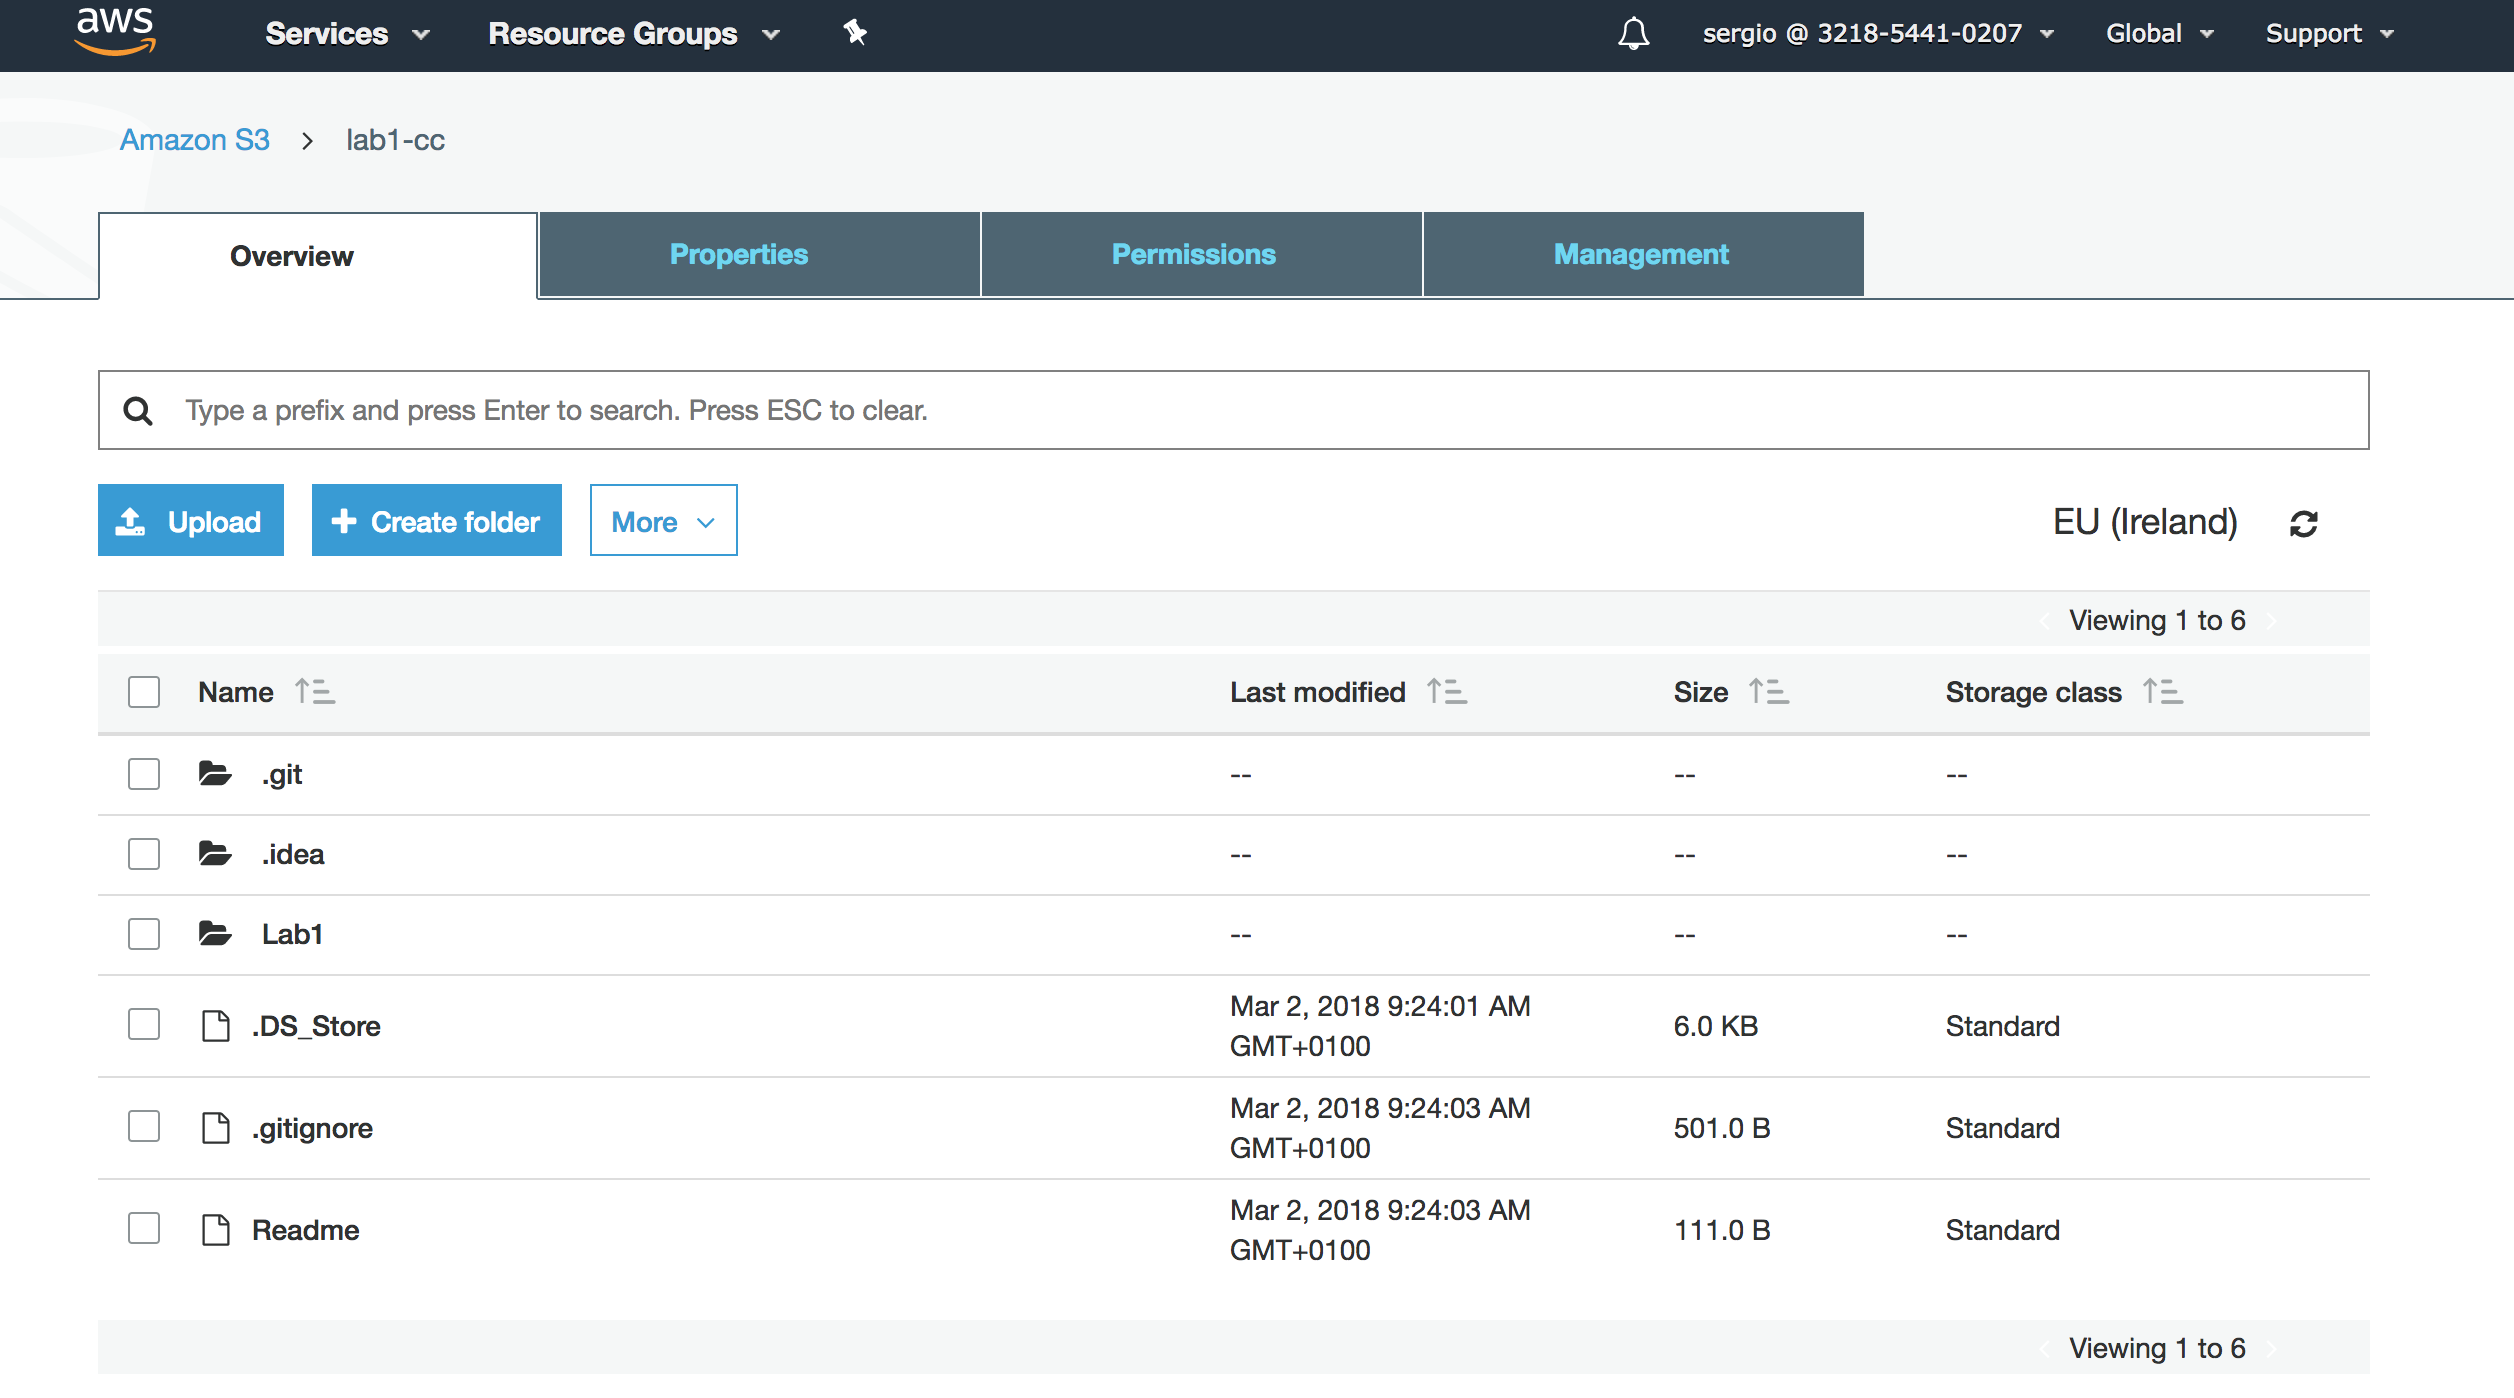 aws Services Resource Groups sergio @ 3218-5441-0207 Global Support
Amazon S3 > lab1-cc
Overview Properties Permissions Management
Type a prefix and press Enter to search. Press ESC to clear.
Upload + Create folder More EU (Ireland)
Viewing 1 to 6
Name Last modified Size Storage class
.git -- -- --
.idea -- -- --
Lab1 -- -- --
.DS_Store Mar 2, 2018 9:24:01 AM GMT+0100 6.0 KB Standard
.gitignore Mar 2, 2018 9:24:03 AM GMT+0100 501.0 B Standard
Readme Mar 2, 2018 9:24:03 AM GMT+0100 111.0 B Standard
Viewing 1 to 6